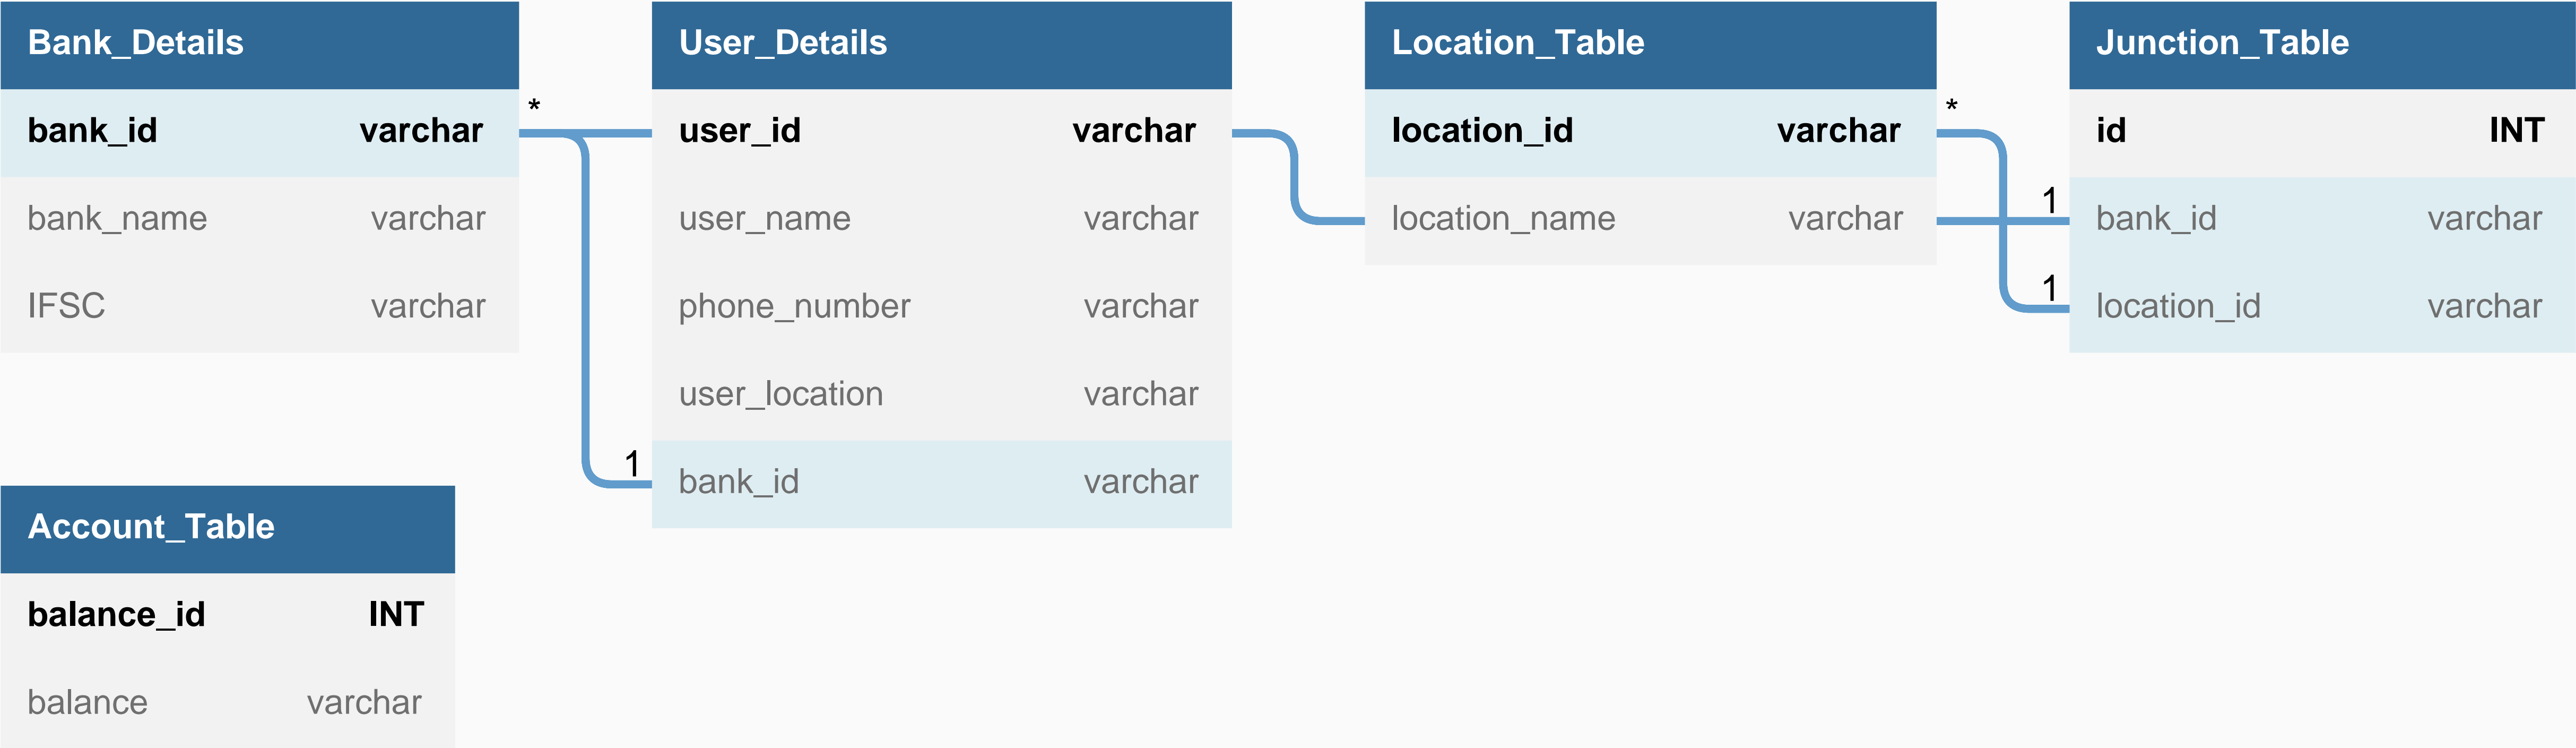 Bank_Details
bank_id varchar
bank_name varchar
IFSC varchar
*
1
User_Details
user_id varchar
user_name varchar
phone_number varchar
user_location varchar
bank_id varchar
Location_Table
location_id varchar
location_name varchar
*
1
1
Junction_Table
id INT
bank_id varchar
location_id varchar
Account_Table
balance_id INT
balance varchar